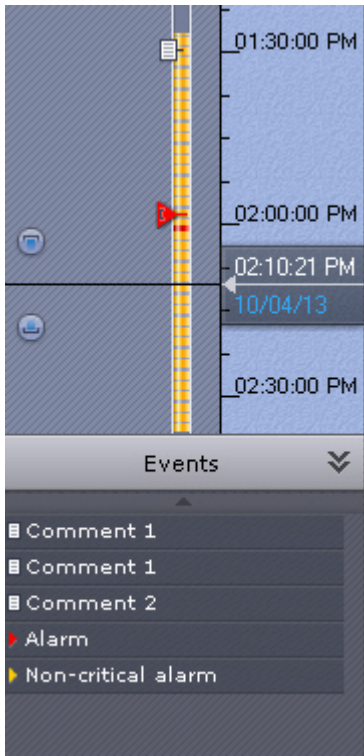 01:30:00 PM
02:00:00 PM
02:10:21 PM
10/04/13
02:30:00 PM
Events
Comment 1
Comment 1
Comment 2
Alarm
Non-critical alarm